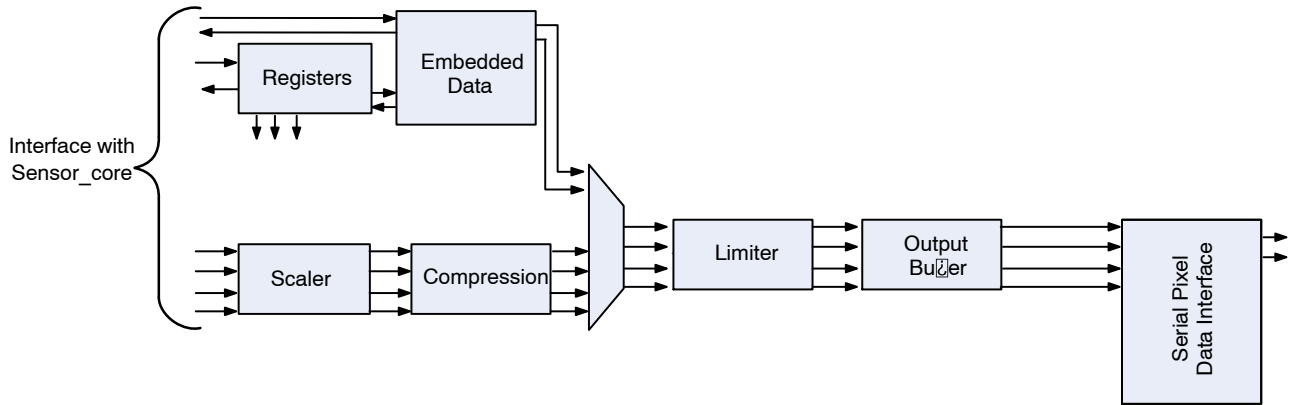 Embedded
Data
Registers
Interface with
Sensor_core
Scaler
Compression
Limiter
Output
Serial Pixel
Data Interface